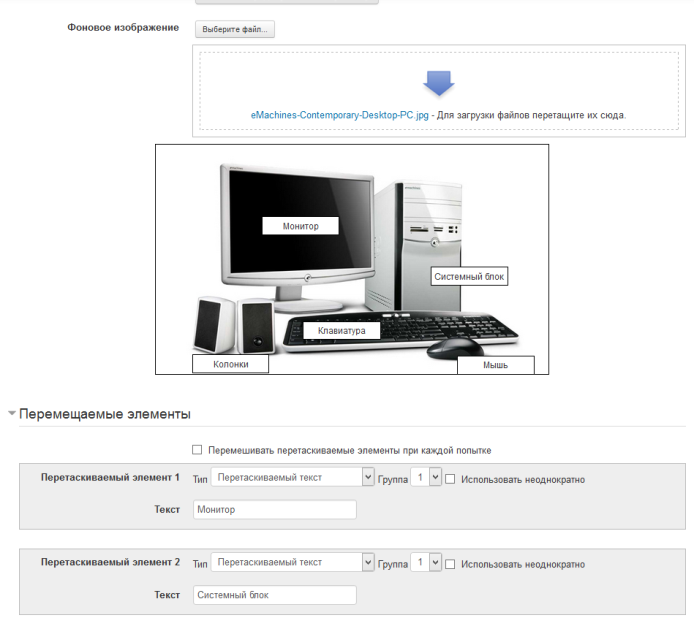 Фоновое изображение
Выберите файл...
eMachines-Contemporary-Desktop-PC.jpg - Для загрузки файлов перетащите их сюда.
Монитор
Системный блок
Клавиатура
Колонки
Мышь
Перемещаемые элементы
Перемешивать перетаскиваемые элементы при каждой попытке
Перетаскиваемый элемент 1 Тип Перетаскиваемый текст Группа 1 Использовать неоднократно
Текст Монитор
Перетаскиваемый элемент 2 Тип Перетаскиваемый текст Группа 1 Использовать неоднократно
Текст Системный блок